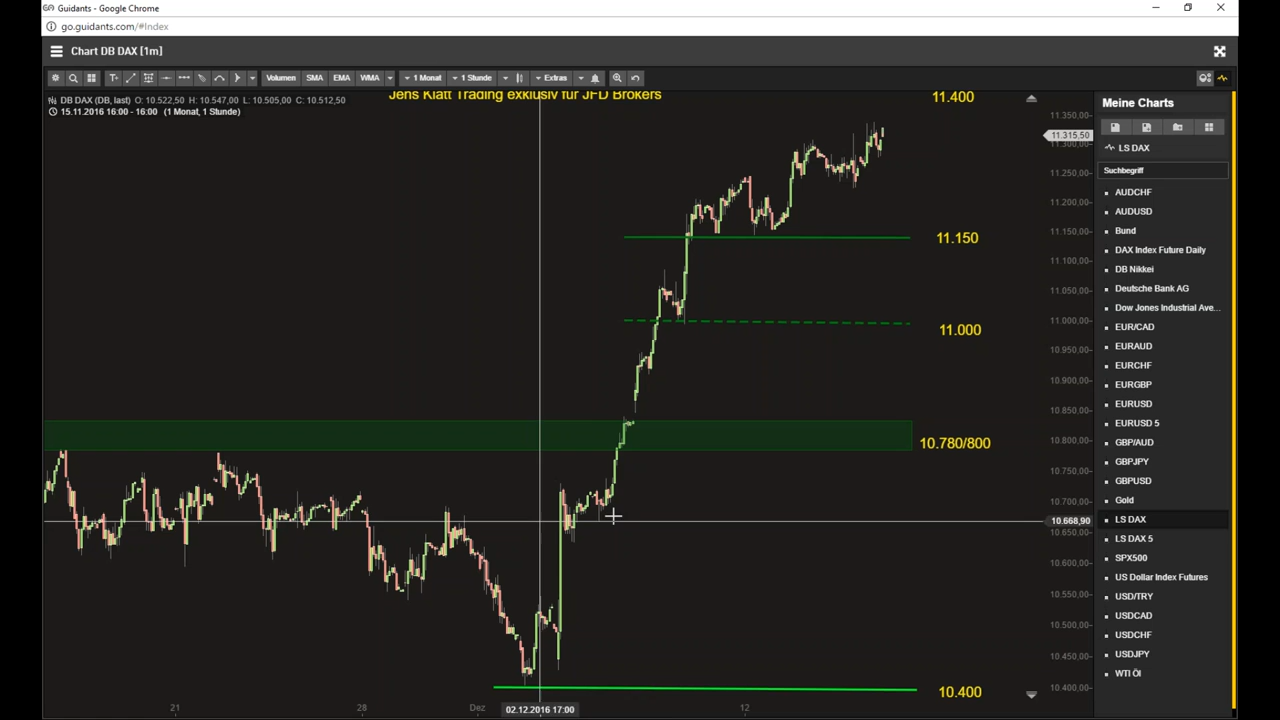 Guidants - Google Chrome
go.guidants.com/#Index
Chart DB DAX [1m]
T+ Volumen SMA EMA WMA 1 Monat 1 Stunde Extras
DB DAX (DB, last) O: 10.522,50 H: 10.547,00 L: 10.505,00 C: 10.512,50
15.11.2016 16:00 - 16:00 (1 Monat, 1 Stunde)
Jens Klatt Trading exklusiv für JFD Brokers
11.400
11.150
11.000
10.780/800
10.400
11.350,00
11.315,50
11.300,00
11.250,00
11.200,00
11.150,00
11.100,00
11.050,00
11.000,00
10.950,00
10.900,00
10.850,00
10.800,00
10.750,00
10.700,00
10.668,90
10.650,00
10.600,00
10.550,00
10.500,00
10.450,00
10.400,00
21 28 Dez 02.12.2016 17:00 12
Meine Charts
LS DAX
Suchbegriff
AUDCHF
AUDUSD
Bund
DAX Index Future Daily
DB Nikkei
Deutsche Bank AG
Dow Jones Industrial Ave...
EUR/CAD
EURAUD
EURCHF
EURGBP
EURUSD
EURUSD 5
GBP/AUD
GBPJPY
GBPUSD
Gold
LS DAX
LS DAX 5
SPX500
US Dollar Index Futures
USD/TRY
USDCAD
USDCHF
USDJPY
WTI Öl